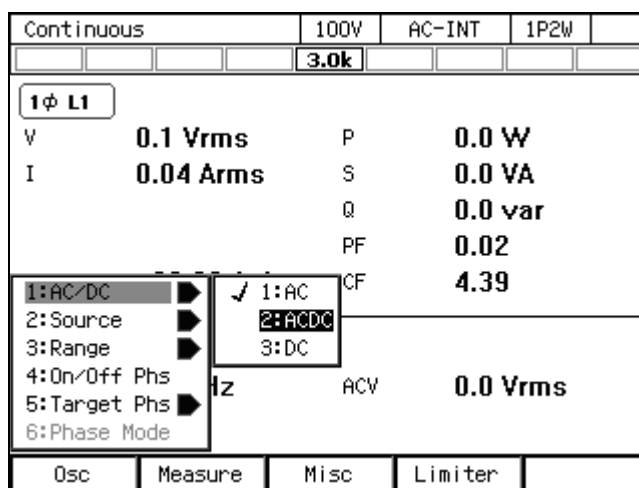 Continuous 100V AC-INT 1P2W
3.0k
1φ L1
V 0.1 Vrms P 0.0 W
I 0.04 Arms S 0.0 VA
Q 0.0 var
PF 0.02
CF 4.39
1:AC/DC ✓ 1:AC
2:Source 2:ACDC
3:Range 3:DC
4:On/Off Phs
Hz ACV 0.0 Vrms
5:Target Phs
6:Phase Mode
Osc Measure Misc Limiter